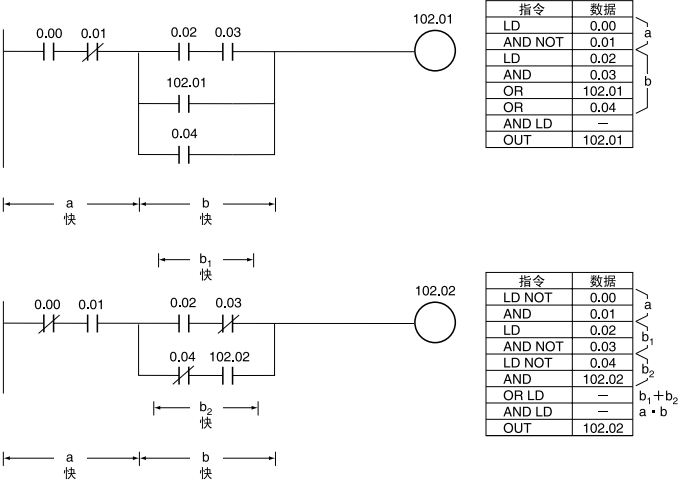 102.01
0.00 0.01 0.02 0.03
102.01
0.04
a b
快 快
指令 数据
LD 0.00
AND NOT 0.01
LD 0.02
AND 0.03
OR 102.01
OR 0.04
AND LD –
OUT 102.01
a
b
b1
快
102.02
0.00 0.01 0.02 0.03
0.04 102.02
b2
快
a b
快 快
指令 数据
LD NOT 0.00
AND 0.01
LD 0.02
AND NOT 0.03
LD NOT 0.04
AND 102.02
OR LD – b1+b2
AND LD – a・b
OUT 102.02
a
b1
b2